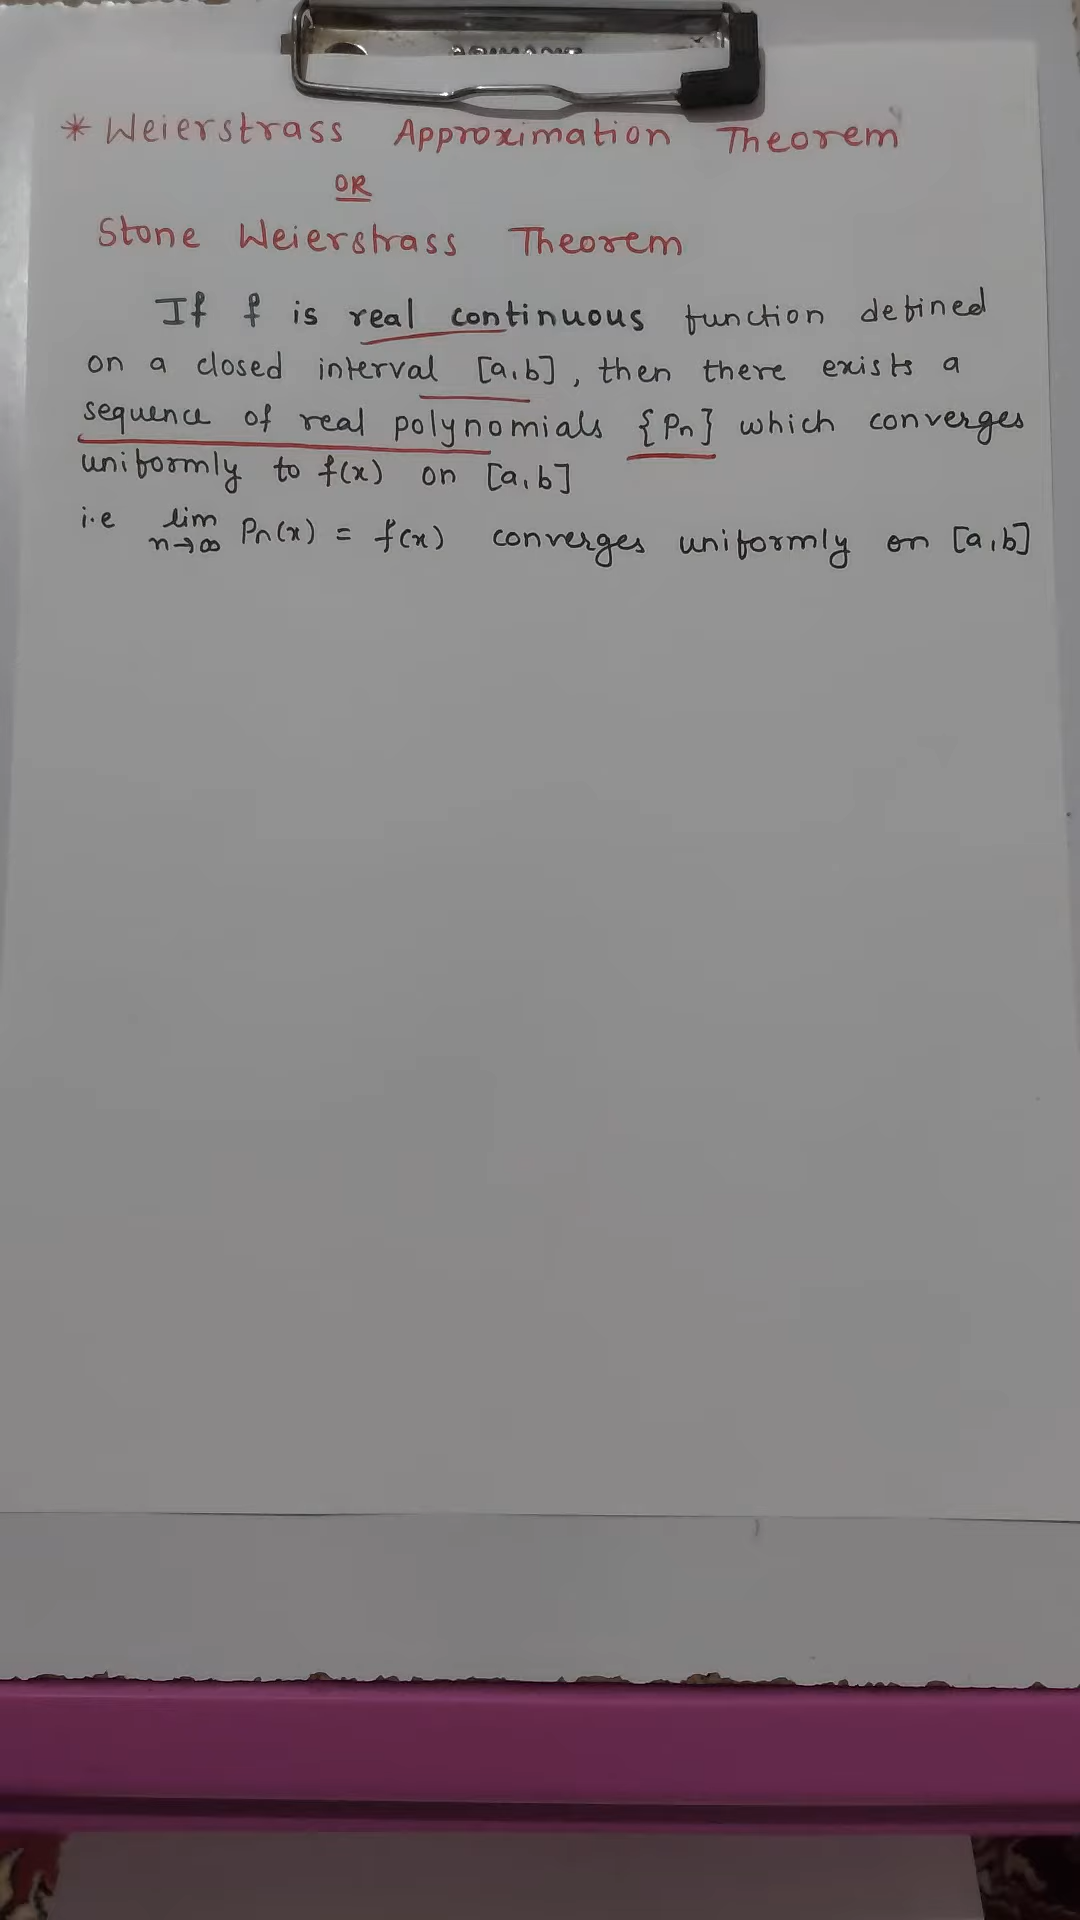 * Weierstrass Approximation Theorem
OR
Stone Weierstrass Theorem
If f is real continuous function defined
on a closed interval [a,b], then there exists a
sequence of real polynomials {Pn} which converges
uniformly to f(x) on [a,b]
i.e lim n→∞ Pn(x) = f(x) converges uniformly on [a,b]